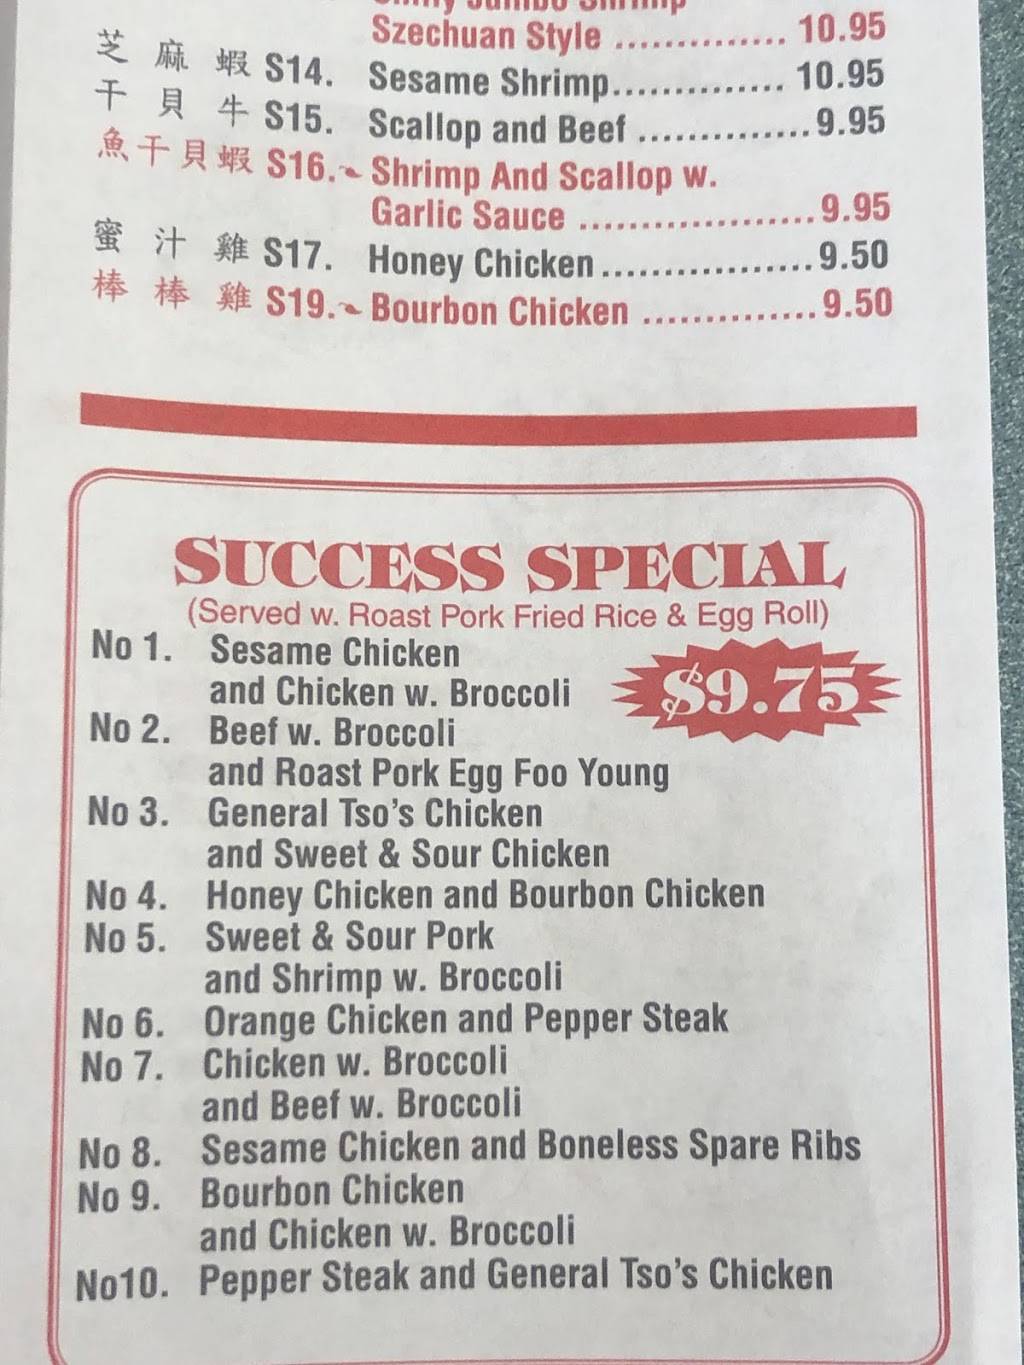 Jumbo Shrimp
Szechuan Style .............. 10.95
芝麻蝦 S14. Sesame Shrimp.............. 10.95
干貝牛 S15. Scallop and Beef ..............9.95
魚干貝蝦 S16. Shrimp And Scallop w.
Garlic Sauce ...................9.95
蜜汁雞 S17. Honey Chicken.................9.50
棒棒雞 S19. Bourbon Chicken ..............9.50
SUCCESS SPECIAL
(Served w. Roast Pork Fried Rice & Egg Roll)
$9.75
No 1. Sesame Chicken
and Chicken w. Broccoli
No 2. Beef w. Broccoli
and Roast Pork Egg Foo Young
No 3. General Tso's Chicken
and Sweet & Sour Chicken
No 4. Honey Chicken and Bourbon Chicken
No 5. Sweet & Sour Pork
and Shrimp w. Broccoli
No 6. Orange Chicken and Pepper Steak
No 7. Chicken w. Broccoli
and Beef w. Broccoli
No 8. Sesame Chicken and Boneless Spare Ribs
No 9. Bourbon Chicken
and Chicken w. Broccoli
No10. Pepper Steak and General Tso's Chicken